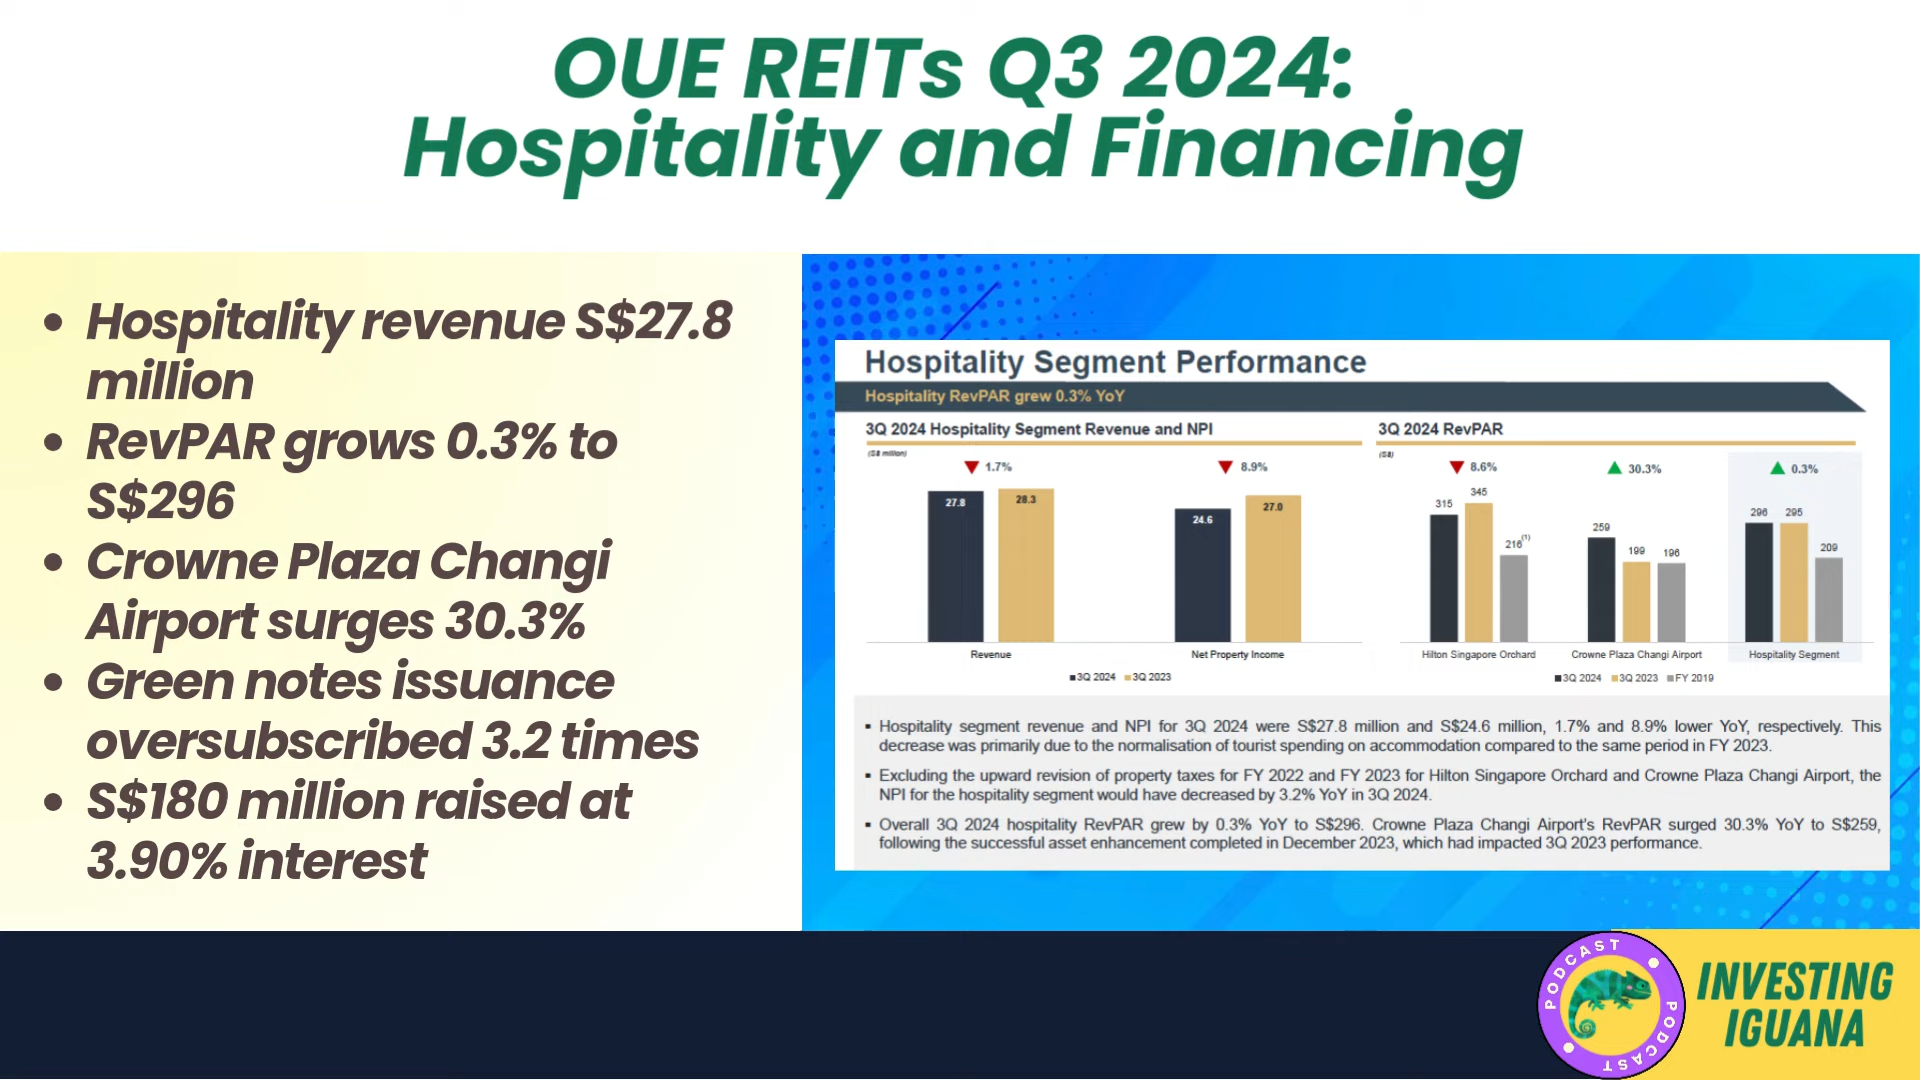 OUE REITs Q3 2024:
Hospitality and Financing
• Hospitality revenue S$27.8
million
• RevPAR grows 0.3% to
S$296
• Crowne Plaza Changi
Airport surges 30.3%
• Green notes issuance
oversubscribed 3.2 times
• S$180 million raised at
3.90% interest
Hospitality Segment Performance
Hospitality RevPAR grew 0.3% YoY
3Q 2024 Hospitality Segment Revenue and NPI
(S$ million)
1.7%
8.9%
27.8
28.3
24.6
27.0
Revenue
Net Property Income
3Q 2024 3Q 2023
3Q 2024 RevPAR
(S$)
8.6%
30.3%
0.3%
315
345
216(1)
259
199
196
296
295
209
Hilton Singapore Orchard
Crowne Plaza Changi Airport
Hospitality Segment
3Q 2024 3Q 2023 FY 2019
▪ Hospitality segment revenue and NPI for 3Q 2024 were S$27.8 million and S$24.6 million, 1.7% and 8.9% lower YoY, respectively. This
decrease was primarily due to the normalisation of tourist spending on accommodation compared to the same period in FY 2023.
▪ Excluding the upward revision of property taxes for FY 2022 and FY 2023 for Hilton Singapore Orchard and Crowne Plaza Changi Airport, the
NPI for the hospitality segment would have decreased by 3.2% YoY in 3Q 2024.
▪ Overall 3Q 2024 hospitality RevPAR grew by 0.3% YoY to S$296. Crowne Plaza Changi Airport's RevPAR surged 30.3% YoY to S$259,
following the successful asset enhancement completed in December 2023, which had impacted 3Q 2023 performance.
PODCAST
PODCAST
INVESTING
IGUANA